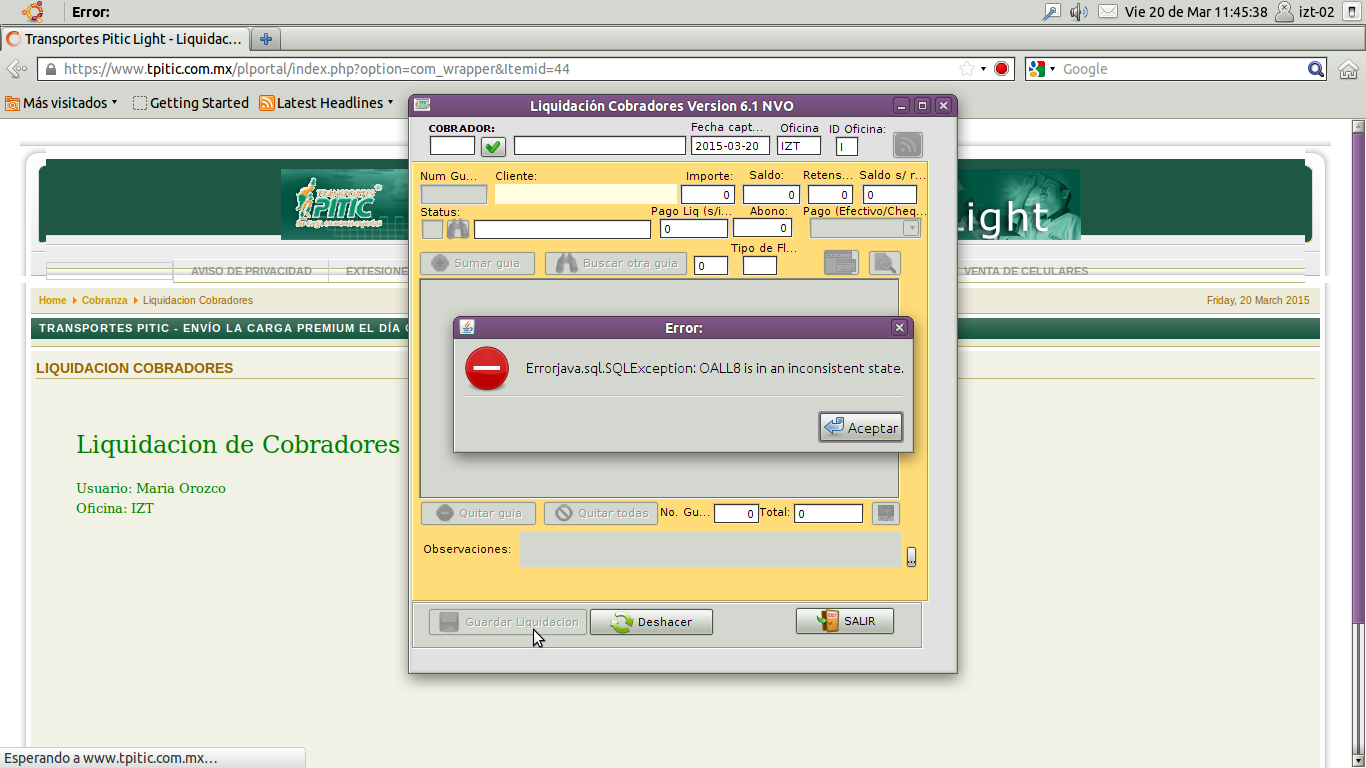 Error:
Vie 20 de Mar 11:45:38
izt-02
Transportes Pitic Light - Liquidac...
https://www.tpitic.com.mx/plportal/index.php?option=com_wrapper&Itemid=44
Google
Más visitados
Getting Started
Latest Headlines
Liquidación Cobradores Version 6.1 NVO
COBRADOR:
Fecha capt...
Oficina
ID Oficina:
2015-03-20
IZT
I
Num Gu...
Cliente:
Importe:
Saldo:
Retens...
Saldo s/ r...
0
0
0
0
Status:
Pago Liq (s/i...
Abono:
Pago (Efectivo/Cheq...
0
0
Tipo de Fl...
Sumar guia
Buscar otra guia
0
TRANSPORTES
PITIC
Light
AVISO DE PRIVACIDAD
EXTESIONE
VENTA DE CELULARES
Home
Cobranza
Liquidacion Cobradores
Friday, 20 March 2015
TRANSPORTES PITIC - ENVÍO LA CARGA PREMIUM EL DÍA
LIQUIDACION COBRADORES
Liquidacion de Cobradores
Usuario: Maria Orozco
Oficina: IZT
Error:
Errorjava.sql.SQLException: OALL8 is in an inconsistent state.
Aceptar
Quitar guia
Quitar todas
No. Gu...
0
Total:
0
Observaciones:
...
Guardar Liquidacion
Deshacer
SALIR
Esperando a www.tpitic.com.mx...